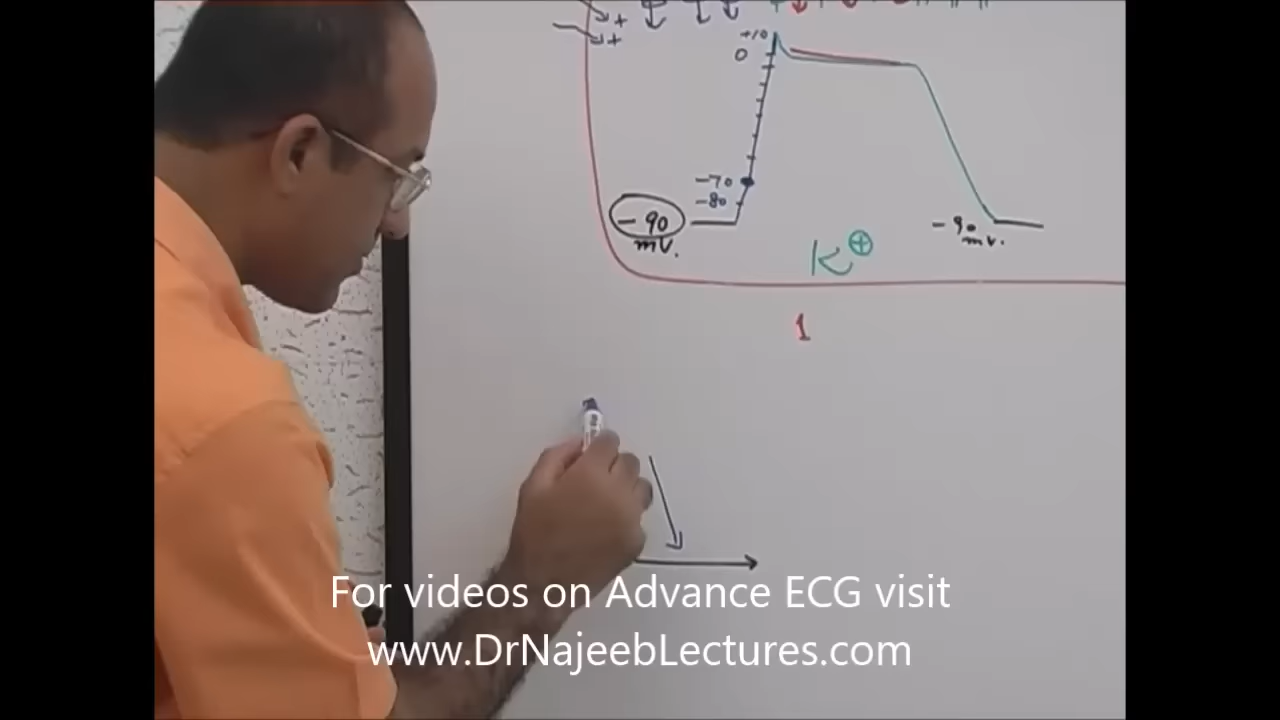 +
+
+10
0
-70
-80
- 90
mv.
- 90
mv.
K⊕
1
For videos on Advance ECG visit
www.DrNajeebLectures.com